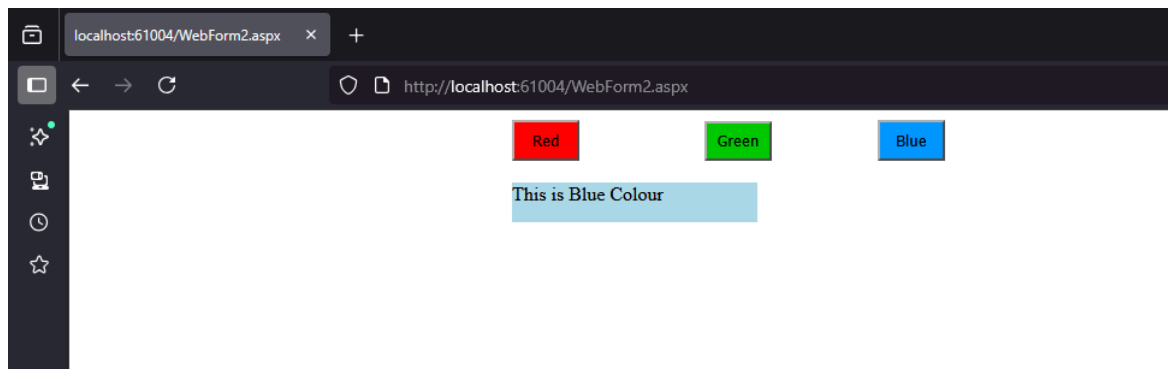 localhost:61004/WebForm2.aspx
http://localhost:61004/WebForm2.aspx
Red Green Blue
This is Blue Colour